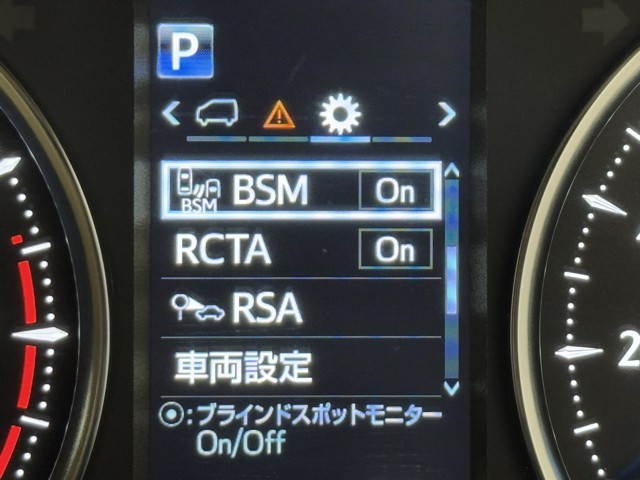 P
BSM BSM On
RCTA On
RSA
車両設定
◉:ブラインドスポットモニター
On/Off
2